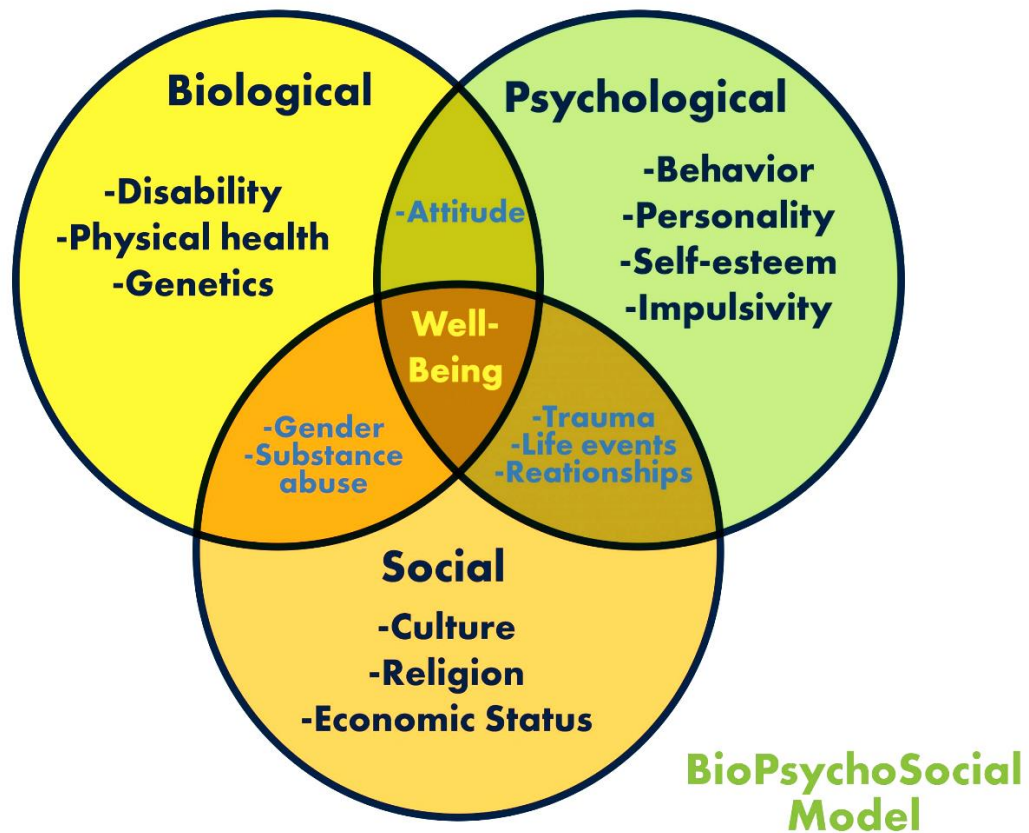 Biological
-Disability
-Physical health
-Genetics
Psychological
-Behavior
-Personality
-Self-esteem
-Impulsivity
-Attitude
Well-
Being
-Gender
-Substance
abuse
-Trauma
-Life events
-Reationships
Social
-Culture
-Religion
-Economic Status
BioPsychoSocial
Model